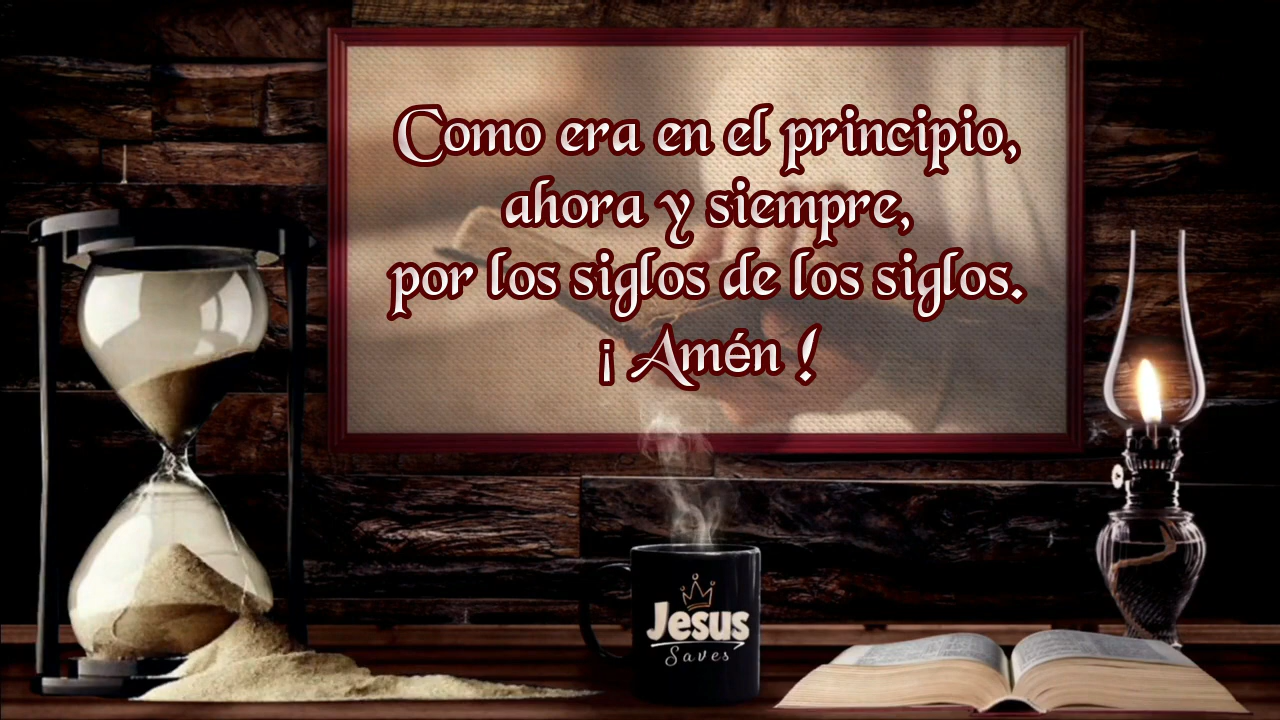 Como era en el principio,
ahora y siempre,
por los siglos de los siglos.
¡ Amén !
Jesus
Saves